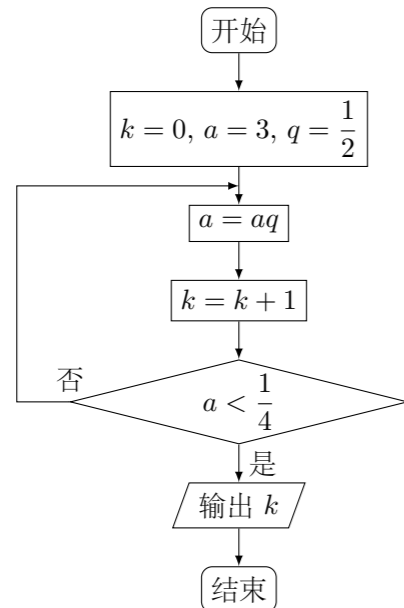 开始
k = 0, a = 3, q = 1/2
a = aq
k = k + 1
否
a < 1/4
是
输出 k
结束